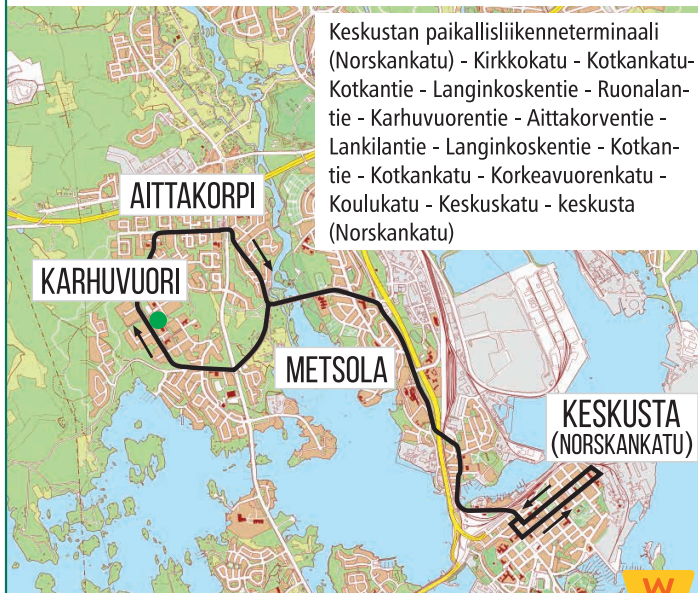 Keskustan paikallisliikenneterminaali
(Norskankatu) - Kirkkokatu - Kotkankatu-
Kotkantie - Langinkoskentie - Ruonalan-
tie - Karhuvuorentie - Aittakorventie -
Lankilantie - Langinkoskentie - Kotkan-
tie - Kotkankatu - Korkeavuorenkatu -
Koulukatu - Keskuskatu - keskusta
(Norskankatu)
AITTAKORPI
KARHUVUORI
METSOLA
KESKUSTA
(NORSKANKATU)
W